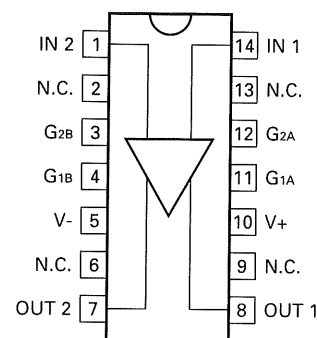 IN 2 1 14 IN 1
N.C. 2 13 N.C.
G2B 3 12 G2A
G1B 4 11 G1A
V- 5 10 V+
N.C. 6 9 N.C.
OUT 2 7 8 OUT 1